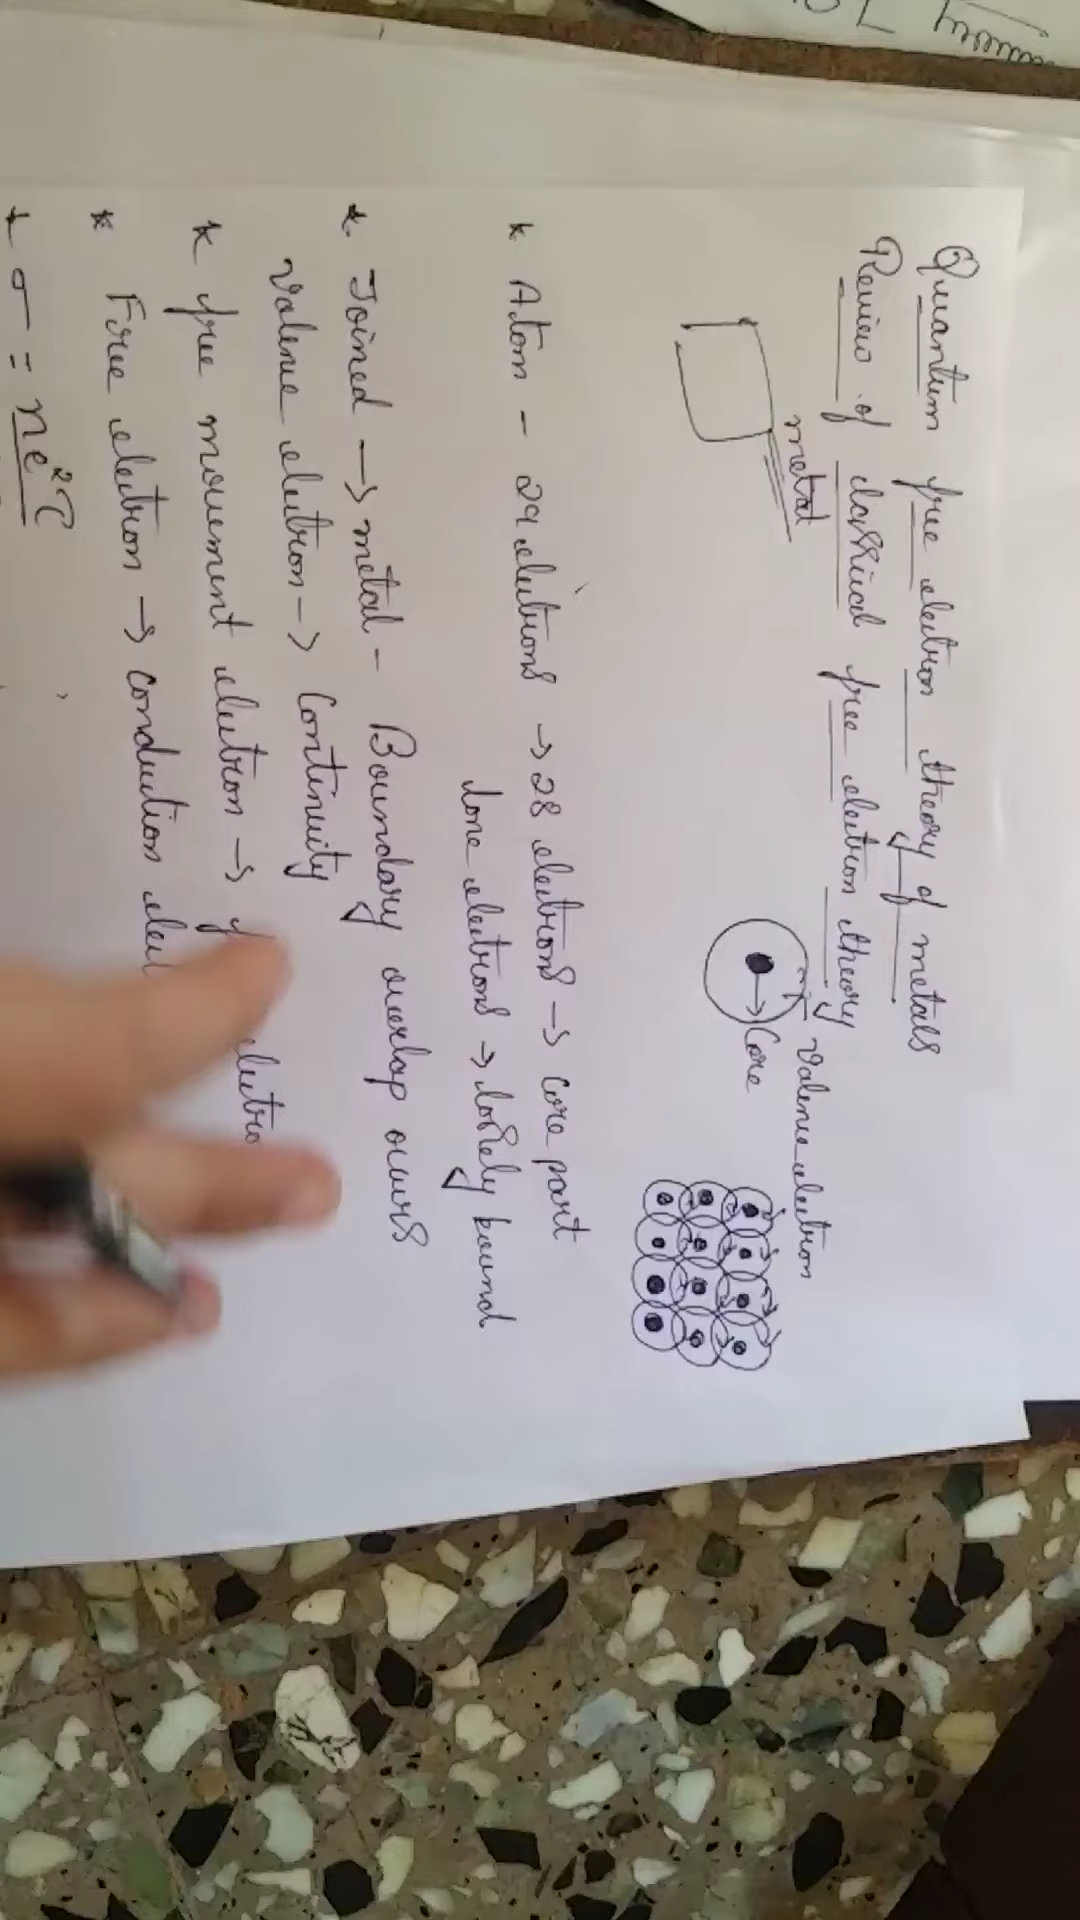 Quantum free electron theory of metals
Review of classical free electron theory
metal
Valence electron
Core
* Atom - 29 electrons → 28 electrons → Core part
lone electrons → losely bound
* Joined → metal - Boundary overlap occurs
Valence electron → Continuity
* free movement electron →
* Free electron → conduction elec
* σ = ne²τ